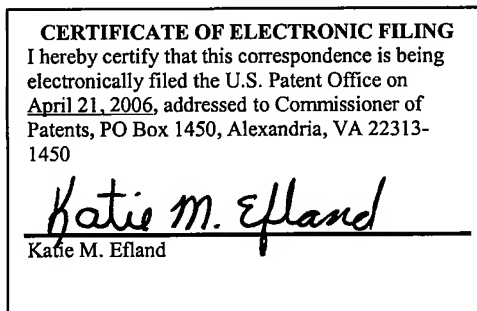 CERTIFICATE OF ELECTRONIC FILING
I hereby certify that this correspondence is being
electronically filed the U.S. Patent Office on
April 21, 2006, addressed to Commissioner of
Patents, PO Box 1450, Alexandria, VA 22313-
1450
Katie M. Efland
Katie M. Efland